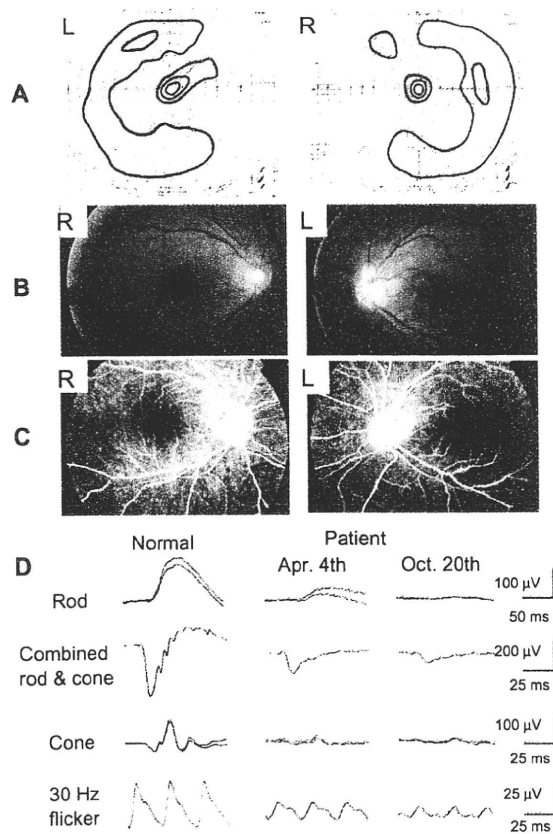 L
R
A
R
L
B
R
L
C
Normal
Patient
D
Apr. 4th
Oct. 20th
Rod
100 µV
50 ms
Combined
rod & cone
200 µV
25 ms
Cone
100 µV
25 ms
30 Hz
flicker
25 µV
25 ms